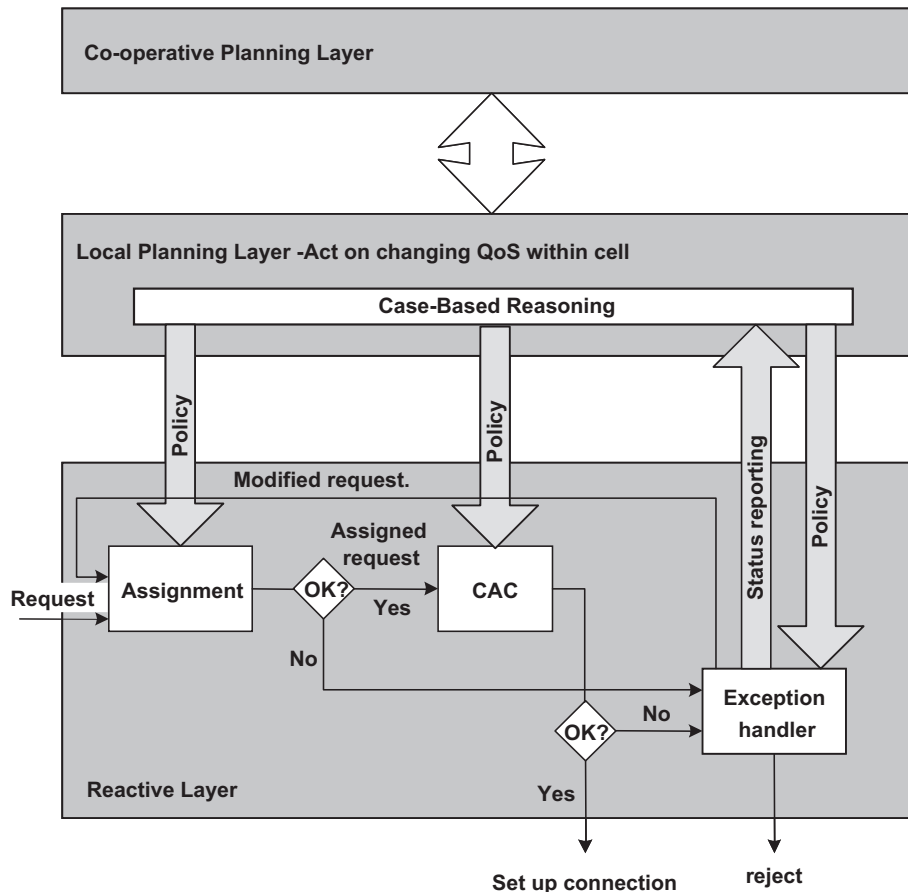 Co-operative Planning Layer
Local Planning Layer -Act on changing QoS within cell
Case-Based Reasoning
Policy
Policy
Status reporting
Policy
Modified request.
Assigned
request
Request
Assignment
OK?
Yes
CAC
No
Exception
handler
OK?
No
Yes
Reactive Layer
Set up connection
reject